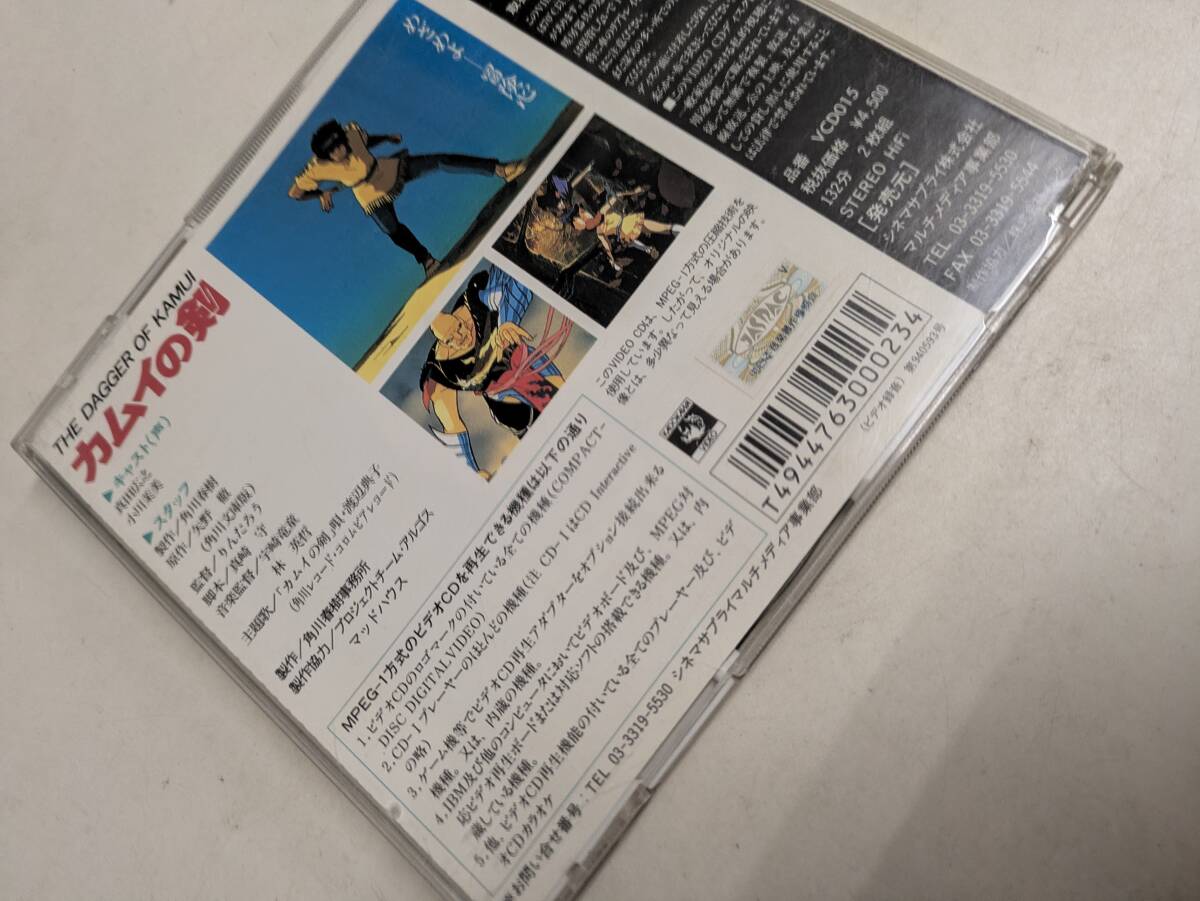 THE DAGGER OF KAMUI
カムイの剣
▶キャスト(声)
真田広之
小川菜美
▶スタッフ
製作/角川春樹
原作/矢野 徹
(角川文庫版)
監督/りんたろう
脚本/真崎 守
音楽監督/宇崎竜童
林 英哲
主題歌/「カムイの剣」唄・渡辺典子
(角川レコード・コロムビアレコード)
製作/角川春樹事務所
製作協力/プロジェクトチーム・アルゴス
マッドハウス
めざめよ――冒険心
このVIDEO CDは、MPEG-1方式の圧縮技術を
使用しています。したがって、オリジナルの映
像とは、多少異なって見える場合があります。
MPEG-1方式のビデオCDを再生できる機種は以下の通り
1. ビデオCDのロゴマークの付いている全ての機種(COMPACT-
DISC DIGITALVIDEO)
2. CD-Iプレーヤーのほとんどの機種(注 CD-IはCD Interactive
の略)
3. ゲーム機等でビデオCD再生アダプターをオプション接続出来る
機種。又は、内蔵の機種。
4. IBM及び他のコンピュータにおいてビデオボード及び、MPEG対
応ビデオ再生ボードまたは対応ソフトの搭載できる機種。又は、内
蔵している機種。
5. 他、ビデオCD再生機能の付いている全てのプレーヤー及び、ビデ
オCDカラオケ
お問い合せ番号:TEL 03-3319-5530 シネマサプライマルチメディア事業部
JASRAC
KADOKAWA
VIDEO
T4944763000234
(ビデオ録音) 第940593号
品番 VCD015
税抜価格 ¥4,500
132分 2枚組
STEREO HiFi
[発売元]
シネマサプライ株式会社
マルチメディア事業部
TEL 03-3319-5530
FAX 03-3319-5544